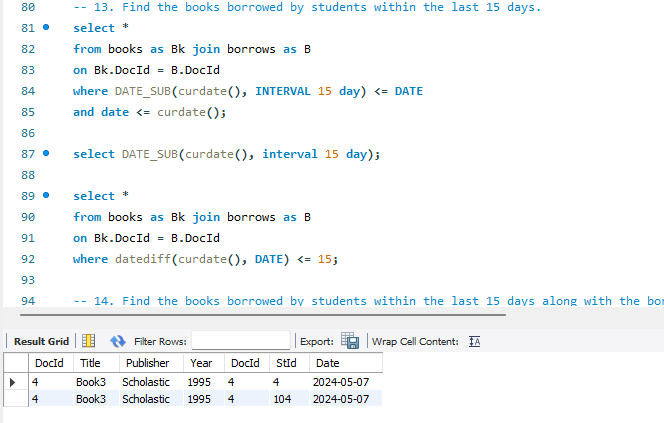 80 -- 13. Find the books borrowed by students within the last 15 days.
81 select *
82 from books as Bk join borrows as B
83 on Bk.DocId = B.DocId
84 where DATE_SUB(curdate(), INTERVAL 15 day) <= DATE
85 and date <= curdate();
86
87 select DATE_SUB(curdate(), interval 15 day);
88
89 select *
90 from books as Bk join borrows as B
91 on Bk.DocId = B.DocId
92 where datediff(curdate(), DATE) <= 15;
93
94 -- 14. Find the books borrowed by students within the last 15 days along with the bor
Result Grid Filter Rows: Export: Wrap Cell Content: IA
DocId Title Publisher Year DocId StId Date
4 Book3 Scholastic 1995 4 4 2024-05-07
4 Book3 Scholastic 1995 4 104 2024-05-07